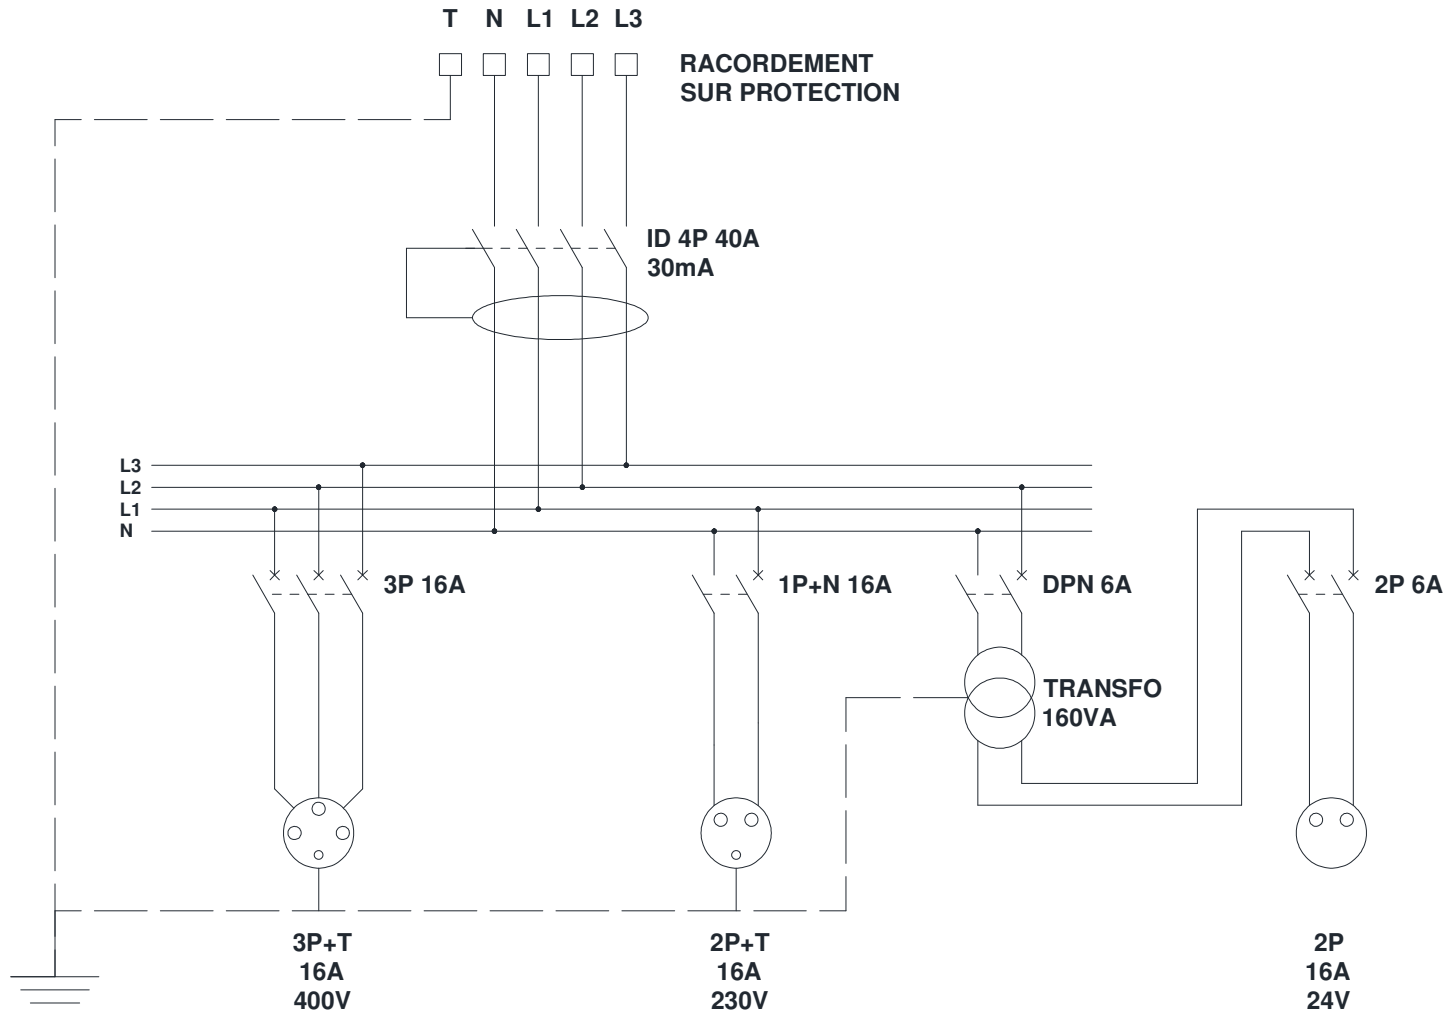 T N L1 L2 L3
RACORDEMENT
SUR PROTECTION
ID 4P 40A
30mA
L3
L2
L1
N
3P 16A
1P+N 16A
DPN 6A
2P 6A
TRANSFO
160VA
3P+T
16A
400V
2P+T
16A
230V
2P
16A
24V